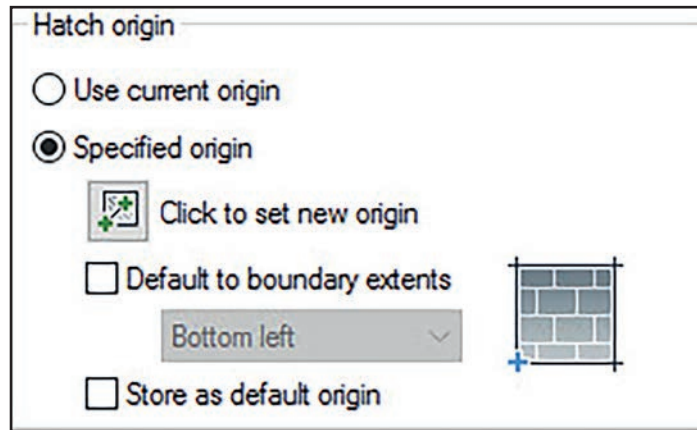 Hatch origin
Use current origin
Specified origin
Click to set new origin
Default to boundary extents
Bottom left
Store as default origin